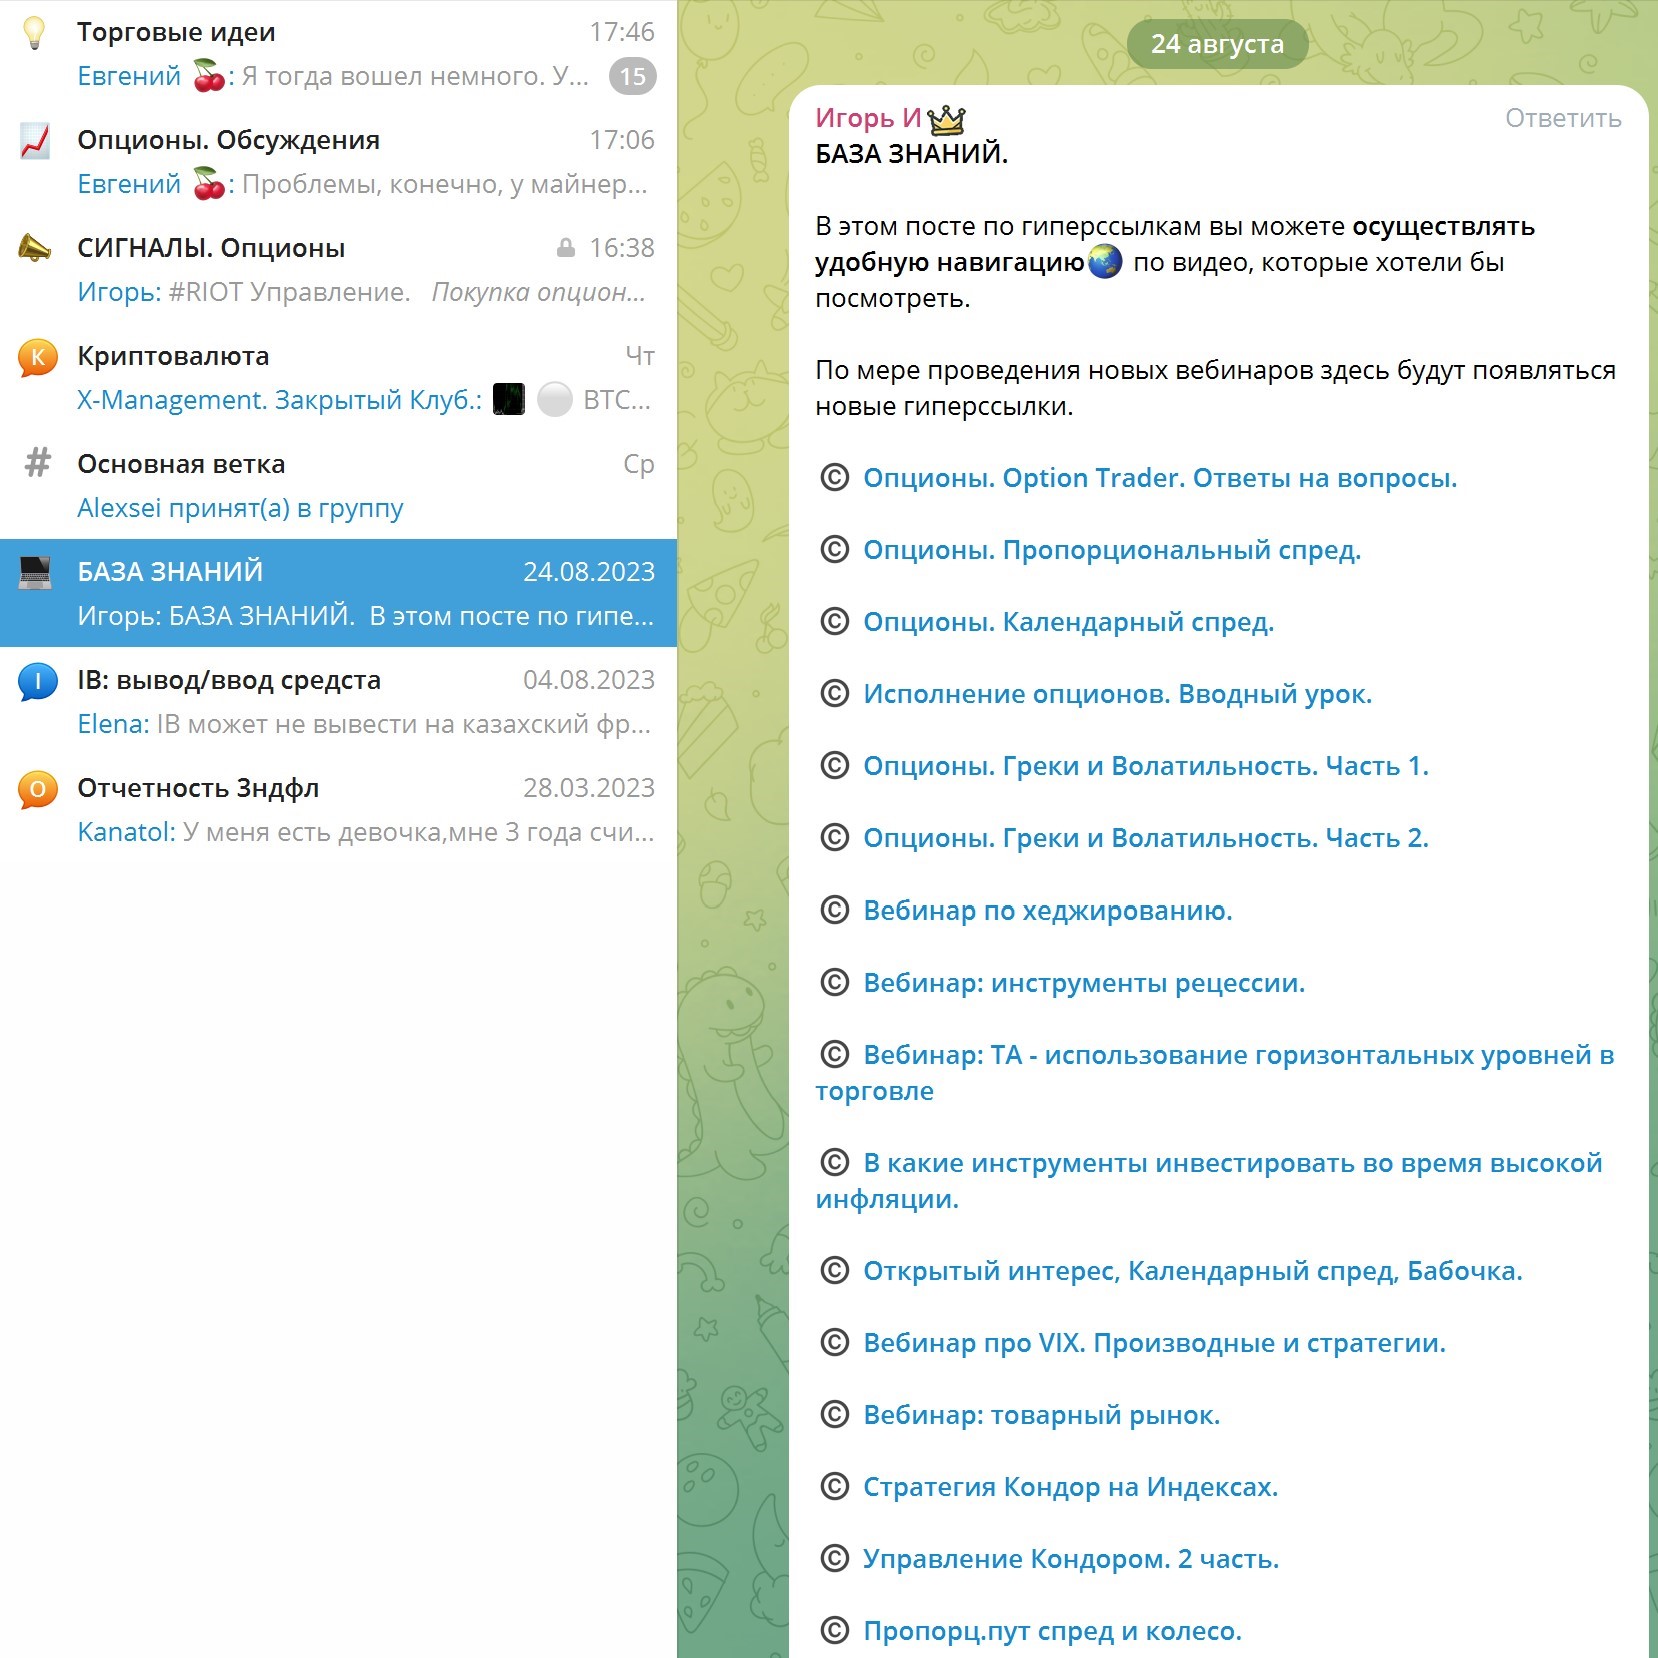 Торговые идеи 17:46
Евгений 🍒: Я тогда вошел немного. У... 15
Опционы. Обсуждения 17:06
Евгений 🍒: Проблемы, конечно, у майнер...
СИГНАЛЫ. Опционы 16:38
Игорь: #RIOT Управление. Покупка опцион...
К
Криптовалюта Чт
X-Management. Закрытый Клуб.: BTC...
# Основная ветка Ср
Alexsei принят(а) в группу
БАЗА ЗНАНИЙ 24.08.2023
Игорь: БАЗА ЗНАНИЙ. В этом посте по гипе...
I
IB: вывод/ввод средста 04.08.2023
Elena: IB может не вывести на казахский фр...
О
Отчетность 3ндфл 28.03.2023
Kanatol: У меня есть девочка,мне 3 года счи...
24 августа
Игорь И Ответить
БАЗА ЗНАНИЙ.
В этом посте по гиперссылкам вы можете осуществлять
удобную навигацию🌏 по видео, которые хотели бы
посмотреть.
По мере проведения новых вебинаров здесь будут появляться
новые гиперссылки.
© Опционы. Option Trader. Ответы на вопросы.
© Опционы. Пропорциональный спред.
© Опционы. Календарный спред.
© Исполнение опционов. Вводный урок.
© Опционы. Греки и Волатильность. Часть 1.
© Опционы. Греки и Волатильность. Часть 2.
© Вебинар по хеджированию.
© Вебинар: инструменты рецессии.
© Вебинар: ТА - использование горизонтальных уровней в
торговле
© В какие инструменты инвестировать во время высокой
инфляции.
© Открытый интерес, Календарный спред, Бабочка.
© Вебинар про VIX. Производные и стратегии.
© Вебинар: товарный рынок.
© Стратегия Кондор на Индексах.
© Управление Кондором. 2 часть.
© Пропорц.пут спред и колесо.